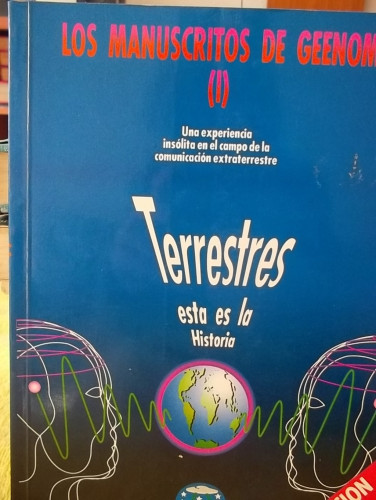 LOS MANUSCRITOS DE GEENOM
(I)
Una experiencia
insólita en el campo de la
comunicación extraterrestre
Terrestres
esta es la
Historia